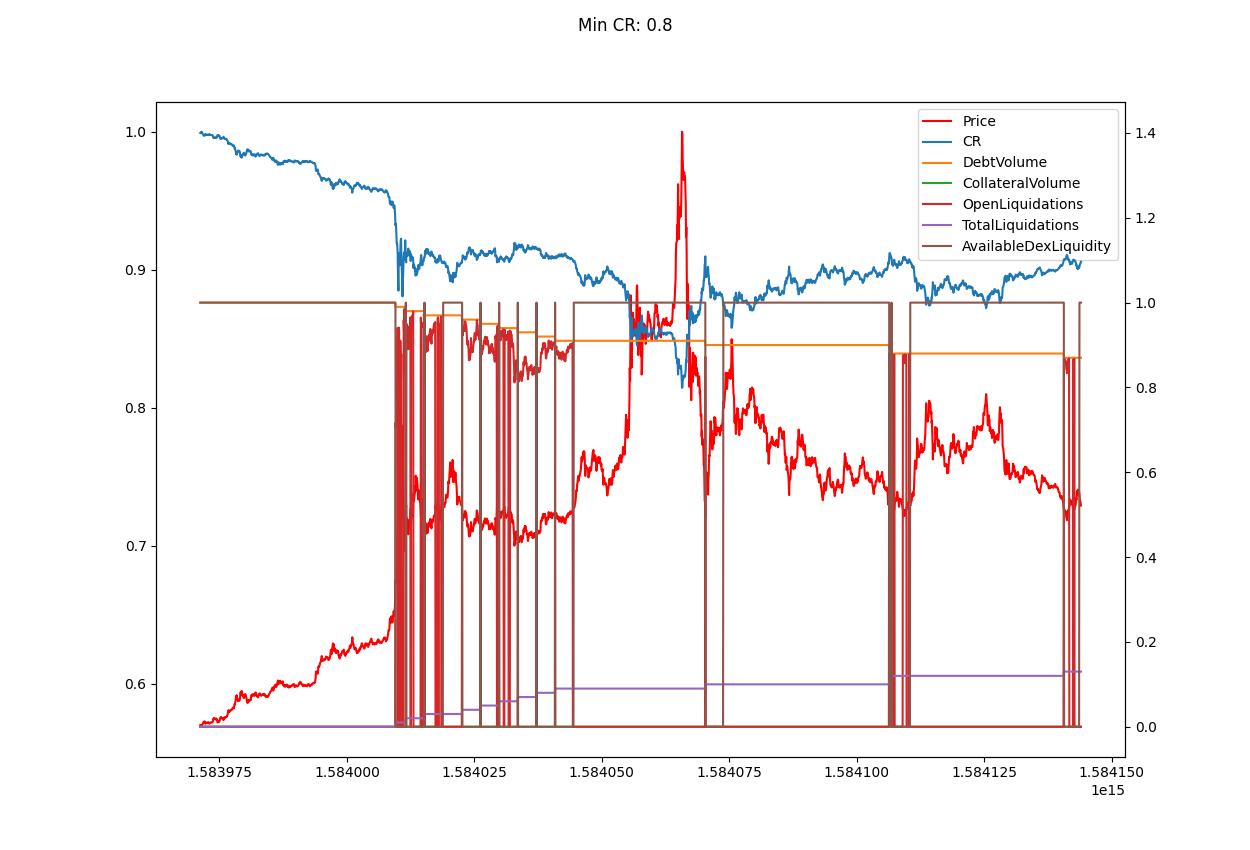 Min CR: 0.8
1.0
0.9
0.8
0.7
0.6
1.4
1.2
1.0
0.8
0.6
0.4
0.2
0.0
Price
CR
DebtVolume
CollateralVolume
OpenLiquidations
TotalLiquidations
AvailableDexLiquidity
1.583975 1.584000 1.584025 1.584050 1.584075 1.584100 1.584125 1.584150
1e15